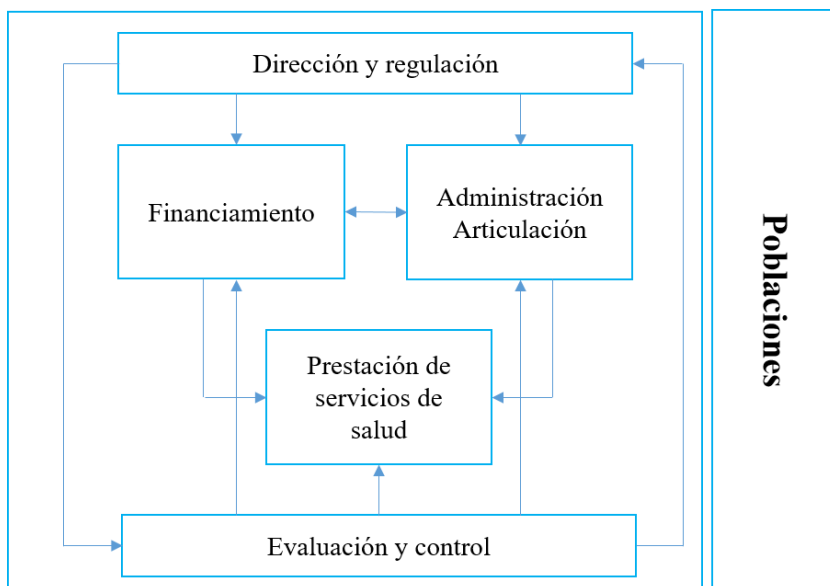 Dirección y regulación
Financiamiento
Administración
Articulación
Prestación de
servicios de
salud
Evaluación y control
Poblaciones